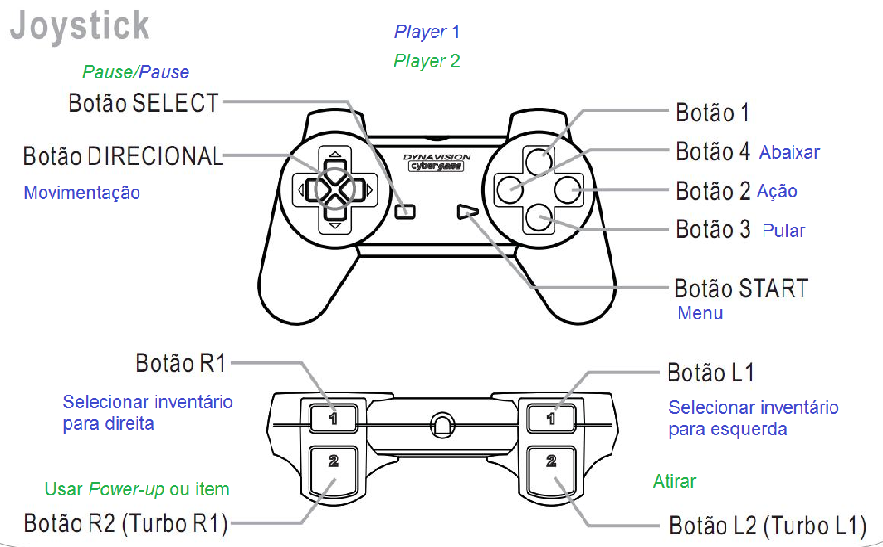 Joystick
Player 1
Player 2
Pause/Pause
Botão SELECT
Botão DIRECIONAL
Movimentação
DYNAVISION
cybergame
Botão 1
Botão 4 Abaixar
Botão 2 Ação
Botão 3 Pular
Botão START
Menu
Botão R1
Selecionar inventário
para direita
Botão L1
Selecionar inventário
para esquerda
1
1
2
2
Usar Power-up ou item
Botão R2 (Turbo R1)
Atirar
Botão L2 (Turbo L1)